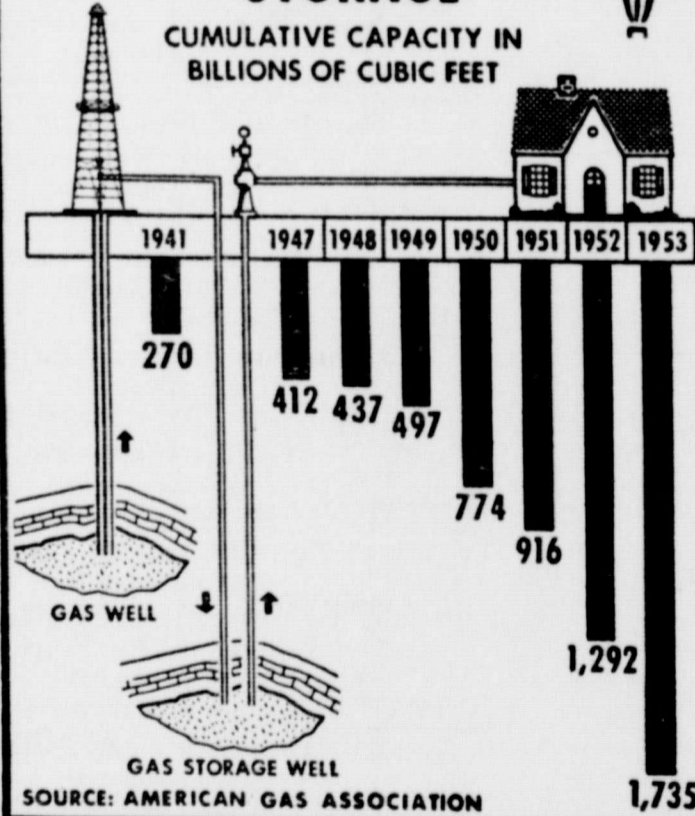 STORAGE
CUMULATIVE CAPACITY IN
BILLIONS OF CUBIC FEET
1941 1947 1948 1949 1950 1951 1952 1953
270
412
437
497
774
916
1,292
1,735
GAS WELL
GAS STORAGE WELL
SOURCE: AMERICAN GAS ASSOCIATION